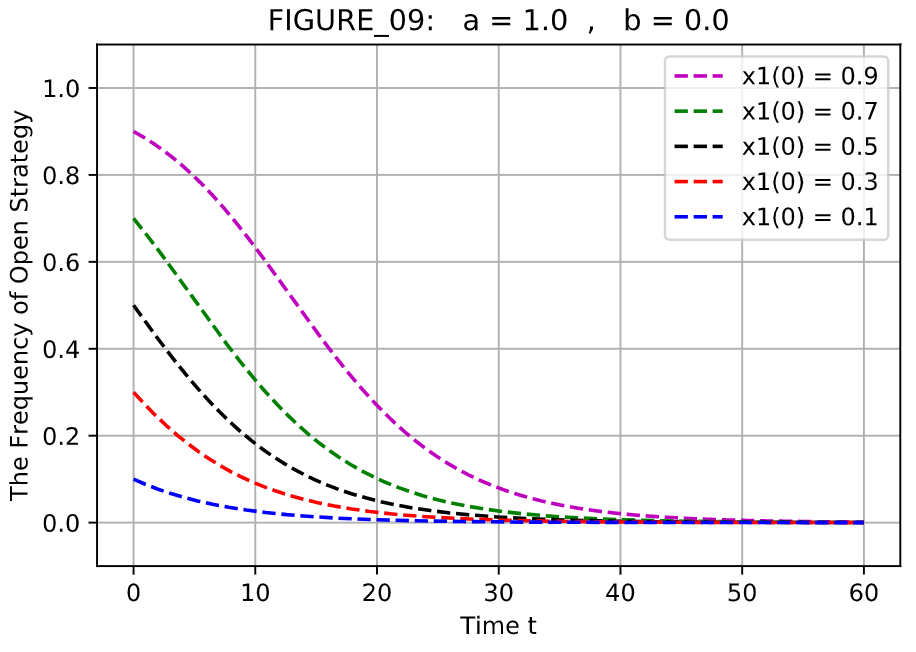 FIGURE_09:   a = 1.0  ,   b = 0.0
The Frequency of Open Strategy
1.0
0.8
0.6
0.4
0.2
0.0
x1(0) = 0.9
x1(0) = 0.7
x1(0) = 0.5
x1(0) = 0.3
x1(0) = 0.1
0 10 20 30 40 50 60
Time t